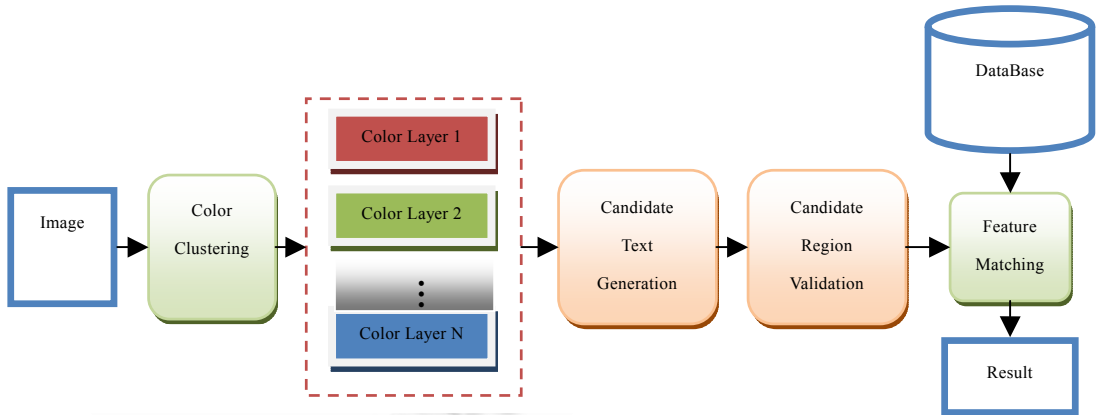 Image
Color
Clustering
Color Layer 1
Color Layer 2
Color Layer N
Candidate
Text
Generation
Candidate
Region
Validation
DataBase
Feature
Matching
Result